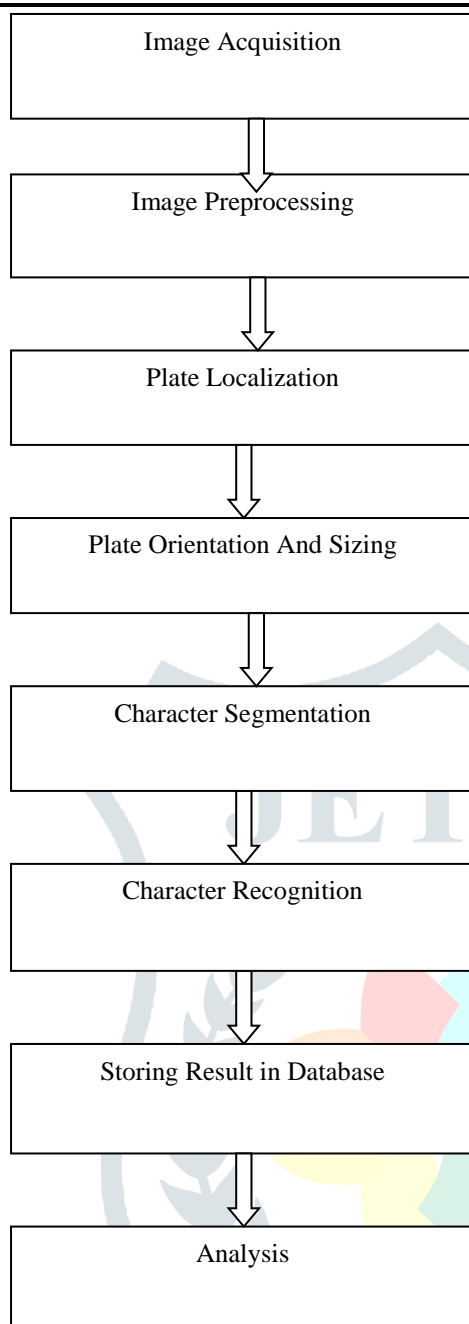 Image Acquisition
Image Preprocessing
Plate Localization
Plate Orientation And Sizing
Character Segmentation
JET
Character Recognition
Storing Result in Database
Analysis